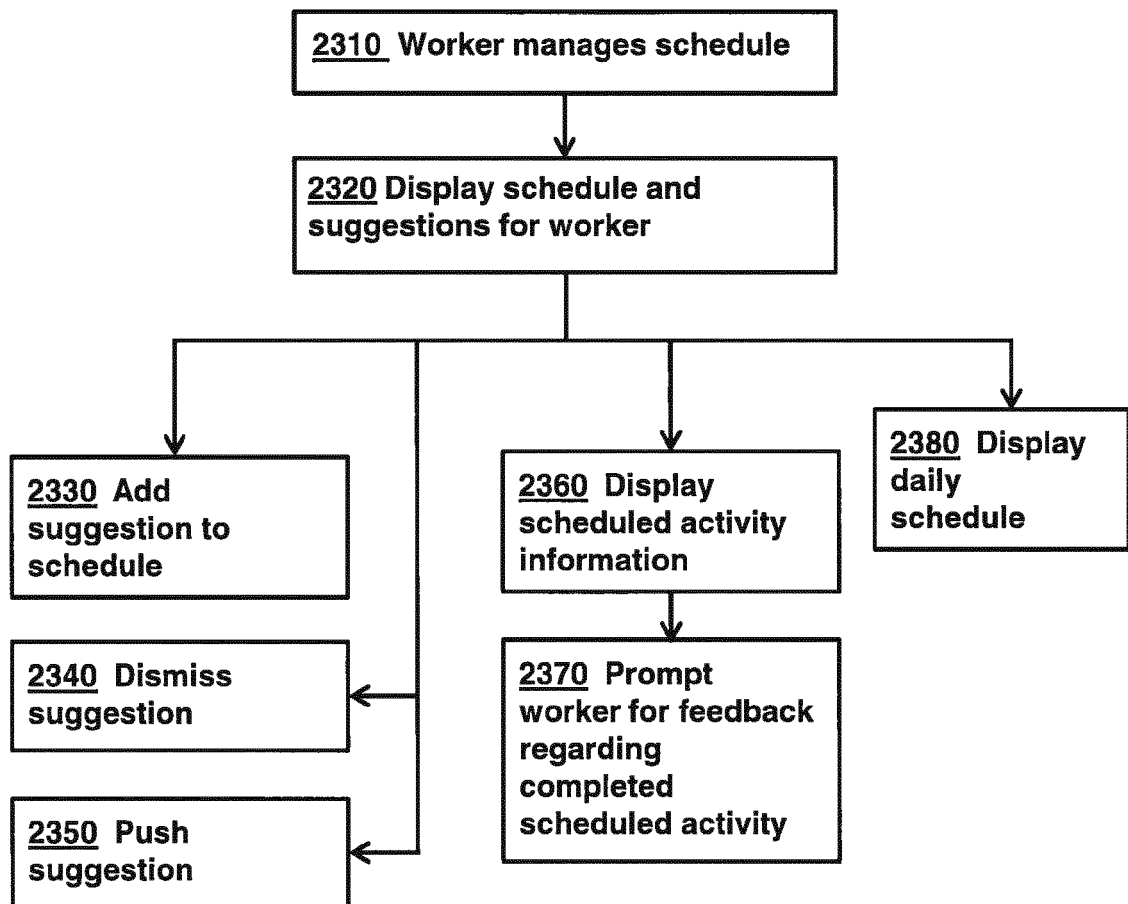 2310 Worker manages schedule
2320 Display schedule and
suggestions for worker
2330 Add
suggestion to
schedule
2340 Dismiss
suggestion
2350 Push
suggestion
2360 Display
scheduled activity
information
2370 Prompt
worker for feedback
regarding
completed
scheduled activity
2380 Display
daily
schedule